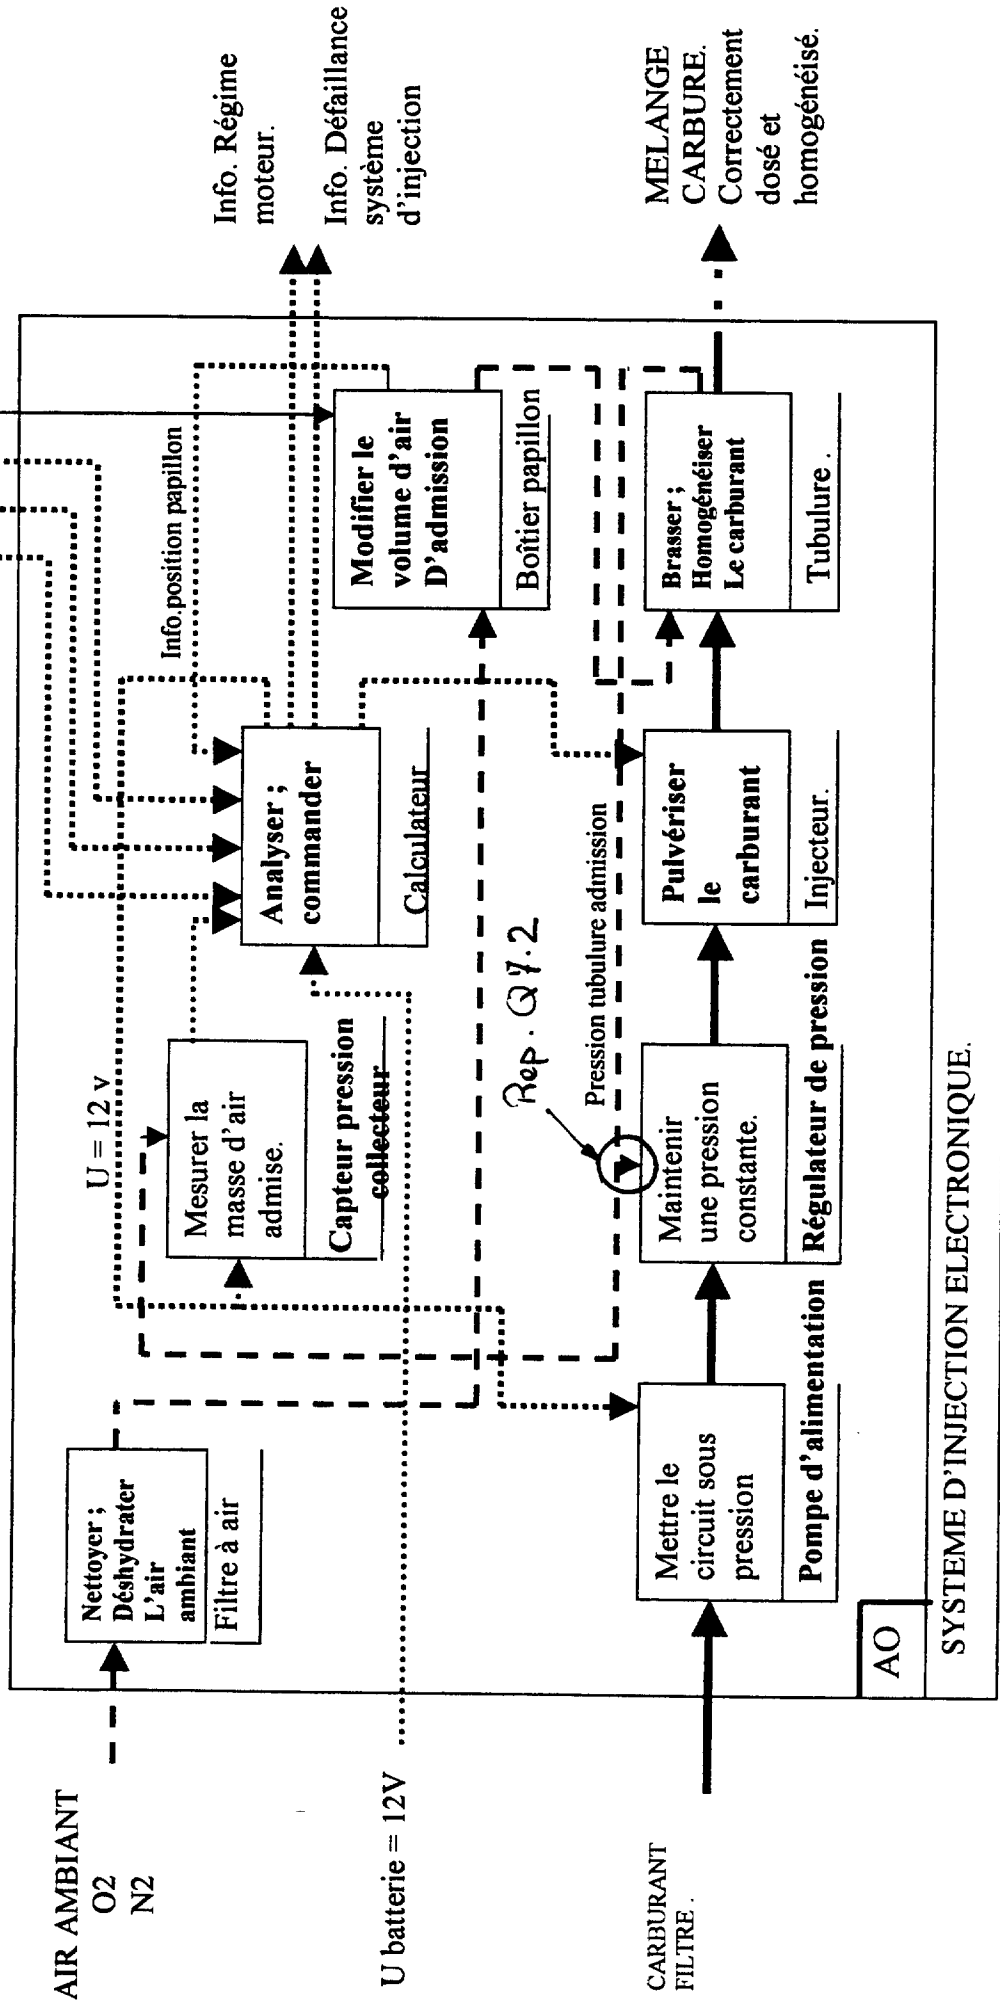 AIR AMBIANT
O2
N2
U batterie = 12V
CARBURANT
FILTRE .
Nettoyer ;
Déshydrater
L'air
ambiant
Filtre à air
U = 12 v
Mesurer la
masse d'air
admise.
Capteur pression
collecteur
Analyser ;
commander
Calculateur
Info.position papillon
Modifier le
volume d'air
D'admission
Boîtier papillon
Info. Régime
moteur.
Info. Défaillance
système
d'injection
Rep. Q7.2
Pression tubulure admission
Mettre le
circuit sous
pression
Pompe d'alimentation
Maintenir
une pression
constante.
Régulateur de pression
Pulvériser
le
carburant
Injecteur.
Brasser ;
Homogénéiser
Le carburant
Tubulure .
MELANGE
CARBURE.
Correctement
dosé et
homogénéisé.
AO
SYSTEME D'INJECTION ELECTRONIQUE.